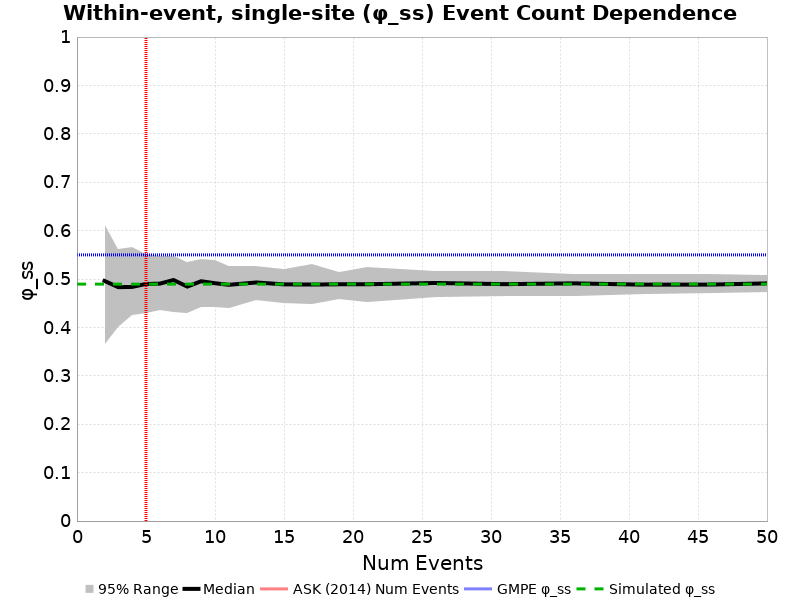 Within-event, single-site (φ_ss) Event Count Dependence
1
0.9
0.8
0.7
0.6
0.5
0.4
0.3
0.2
0.1
0
φ_ss
0 5 10 15 20 25 30 35 40 45 50
Num Events
95% Range Median ASK (2014) Num Events GMPE φ_ss Simulated φ_ss